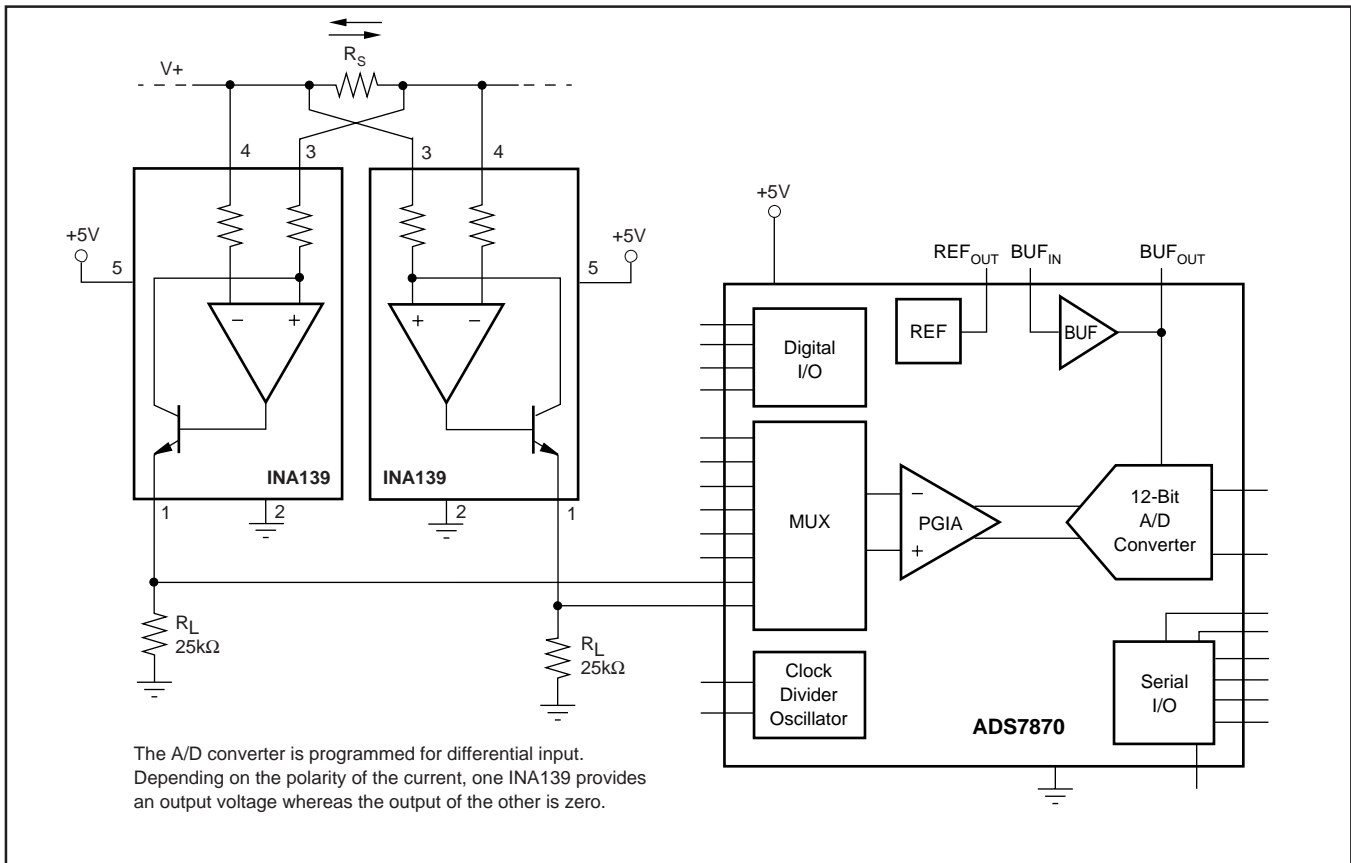 R_S
V+
4
3
3
4
+5V
5
+5V
5
−
+
+
−
INA139
INA139
1
2
2
1
R_L
25kΩ
R_L
25kΩ
The A/D converter is programmed for differential input.
Depending on the polarity of the current, one INA139 provides
an output voltage whereas the output of the other is zero.
+5V
REF_OUT
BUF_IN
BUF_OUT
Digital
I/O
REF
BUF
MUX
−
PGIA
+
12-Bit
A/D
Converter
Clock
Divider
Oscillator
Serial
I/O
ADS7870